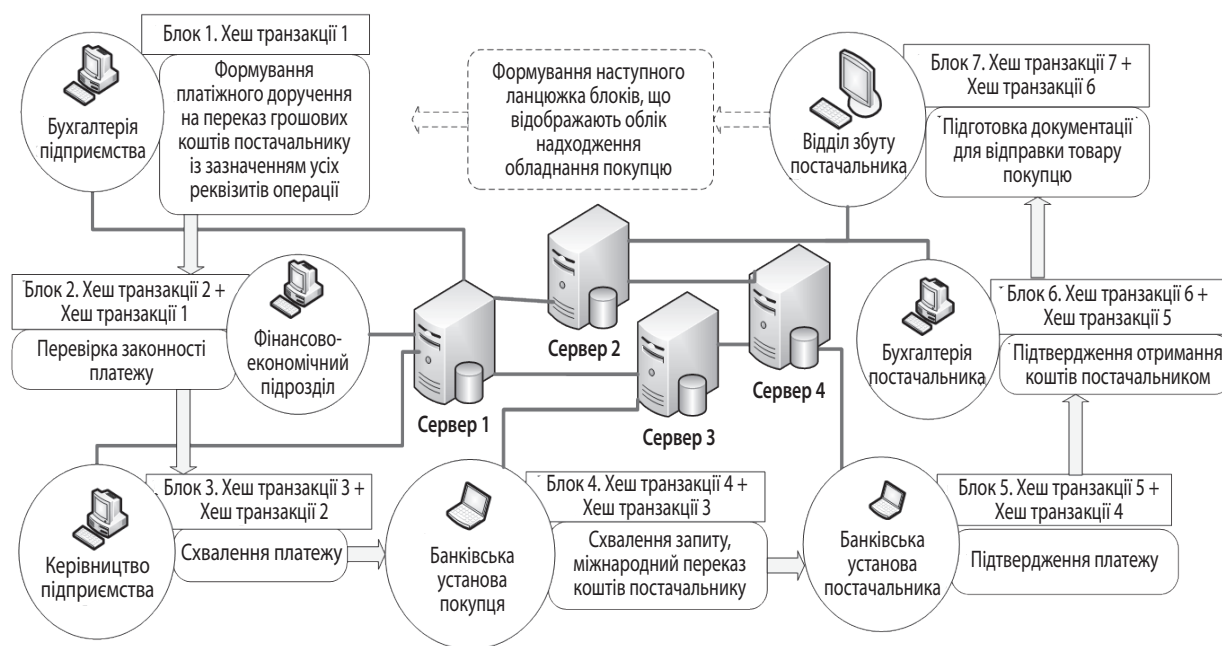 Блок 1. Хеш транзакції 1
Формування
платіжного доручення
на переказ грошових
коштів постачальнику
із зазначенням усіх
реквізитів операції
Бухгалтерія
підприємства
Формування наступного
ланцюжка блоків, що
відображають облік
надходження
обладнання покупцю
Відділ збуту
постачальника
Блок 7. Хеш транзакції 7 +
Хеш транзакції 6
Підготовка документації
для відправки товару
покупцю
Блок 2. Хеш транзакції 2 +
Хеш транзакції 1
Перевірка законності
платежу
Фінансово-
економічний
підрозділ
Сервер 1
Сервер 2
Сервер 3
Сервер 4
Бухгалтерія
постачальника
Блок 6. Хеш транзакції 6 +
Хеш транзакції 5
Підтвердження отримання
коштів постачальником
Керівництво
підприємства
Блок 3. Хеш транзакції 3 +
Хеш транзакції 2
Схвалення платежу
Банківська
установа
покупця
Блок 4. Хеш транзакції 4 +
Хеш транзакції 3
Схвалення запиту,
міжнародний переказ
коштів постачальнику
Банківська
установа
постачальника
Блок 5. Хеш транзакції 5 +
Хеш транзакції 4
Підтвердження платежу